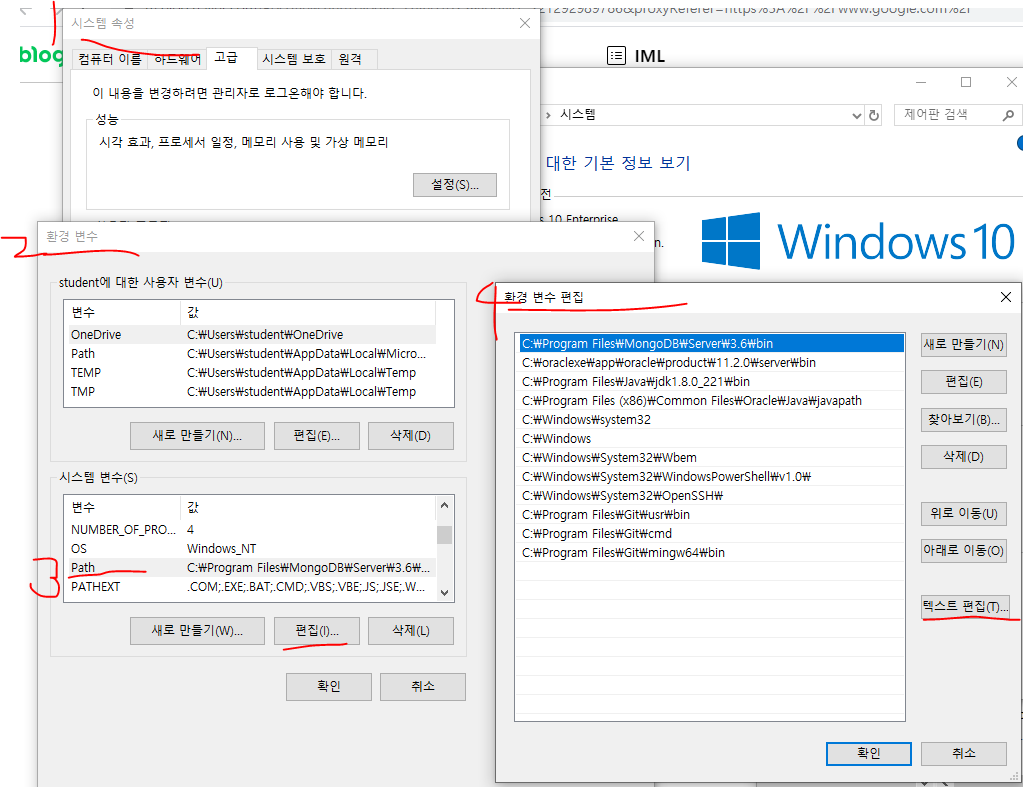 시스템 속성
blog
컴퓨터 이름 하드웨어 고급 시스템 보호 원격
이 내용을 변경하려면 관리자로 로그온해야 합니다.
성능
시각 효과, 프로세서 일정, 메모리 사용 및 가상 메모리
설정(S)...
IML
시스템
제어판 검색
대한 기본 정보 보기
10 Enterprise
Windows 10
1
2
환경 변수
student에 대한 사용자 변수(U)
변수 값
OneDrive C:₩Users₩student₩OneDrive
Path C:₩Users₩student₩AppData₩Local₩Micro...
TEMP C:₩Users₩student₩AppData₩Local₩Temp
TMP C:₩Users₩student₩AppData₩Local₩Temp
새로 만들기(N)... 편집(E)... 삭제(D)
시스템 변수(S)
변수 값
NUMBER_OF_PRO... 4
OS Windows_NT
3
Path C:₩Program Files₩MongoDB₩Server₩3.6₩...
PATHEXT .COM;.EXE;.BAT;.CMD;.VBS;.VBE;.JS;.JSE;.W...
새로 만들기(W)... 편집(I)... 삭제(L)
확인 취소
4
환경 변수 편집
C:₩Program Files₩MongoDB₩Server₩3.6₩bin
C:₩oraclexe₩app₩oracle₩product₩11.2.0₩server₩bin
C:₩Program Files₩Java₩jdk1.8.0_221₩bin
C:₩Program Files (x86)₩Common Files₩Oracle₩Java₩javapath
C:₩Windows₩system32
C:₩Windows
C:₩Windows₩System32₩Wbem
C:₩Windows₩System32₩WindowsPowerShell₩v1.0₩
C:₩Windows₩System32₩OpenSSH₩
C:₩Program Files₩Git₩usr₩bin
C:₩Program Files₩Git₩cmd
C:₩Program Files₩Git₩mingw64₩bin
새로 만들기(N)
편집(E)
찾아보기(B)...
삭제(D)
위로 이동(U)
아래로 이동(O)
텍스트 편집(T)...
확인 취소